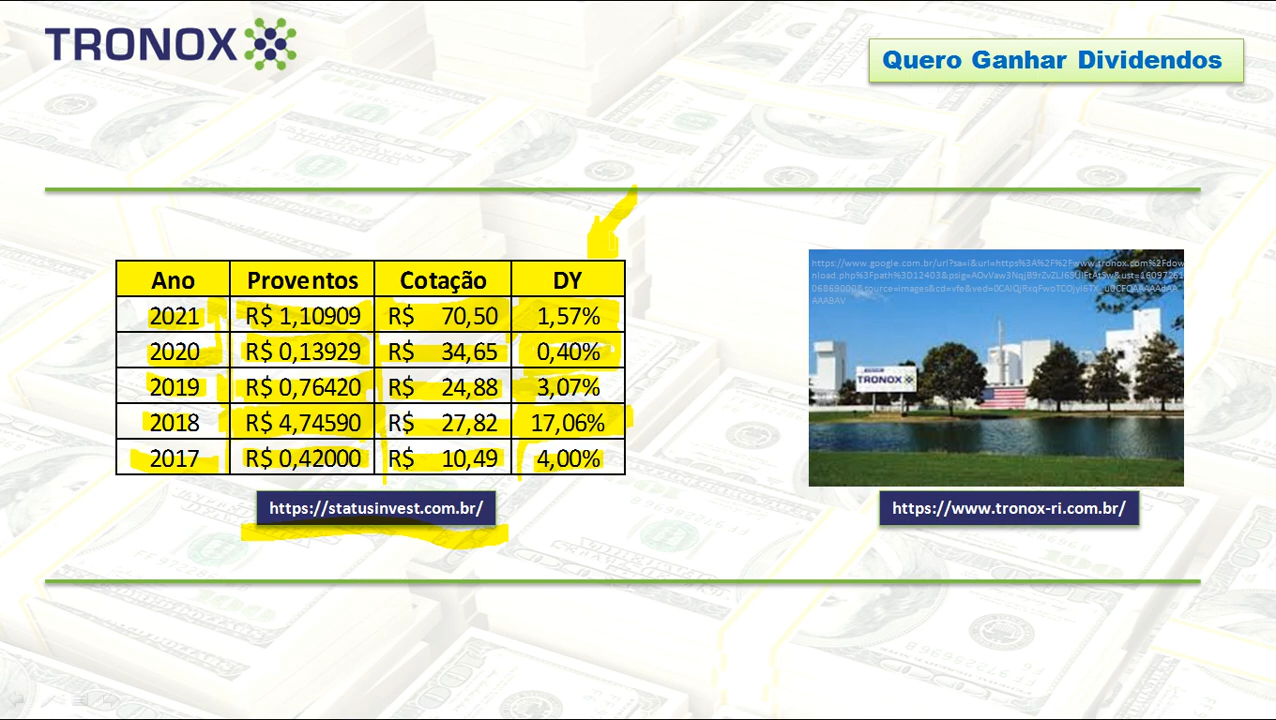 TRONOX
Quero Ganhar Dividendos
Ano Proventos Cotação DY
2021 R$ 1,10909 R$ 70,50 1,57%
2020 R$ 0,13929 R$ 34,65 0,40%
2019 R$ 0,76420 R$ 24,88 3,07%
2018 R$ 4,74590 R$ 27,82 17,06%
2017 R$ 0,42000 R$ 10,49 4,00%
https://statusinvest.com.br/
TRONOX
https://www.tronox-ri.com.br/